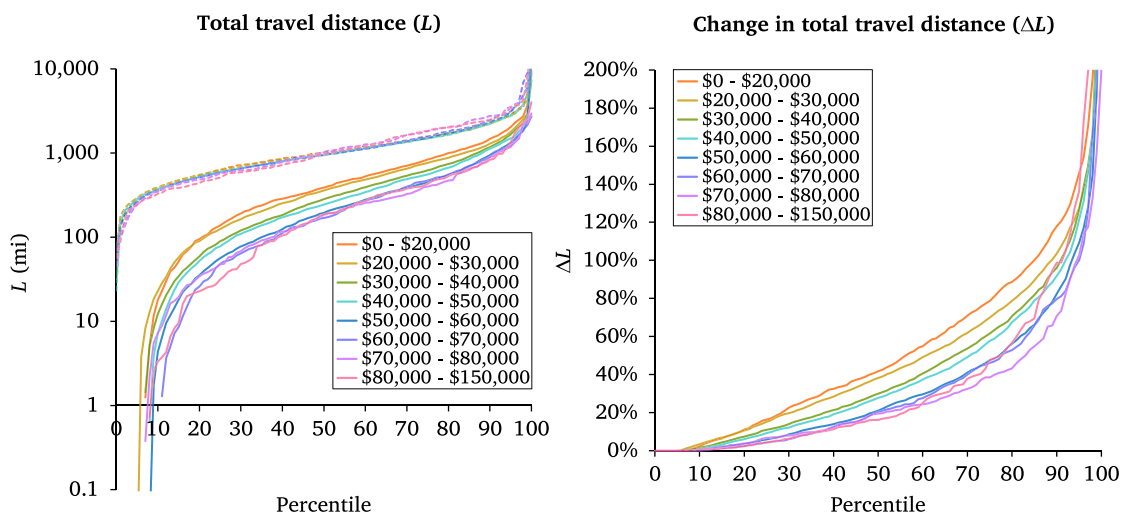 Total travel distance (L)
10,000
1,000
100
10
1
0.1
L (mi)
0 10 20 30 40 50 60 70 80 90 100
Percentile
$0 - $20,000
$20,000 - $30,000
$30,000 - $40,000
$40,000 - $50,000
$50,000 - $60,000
$60,000 - $70,000
$70,000 - $80,000
$80,000 - $150,000
Change in total travel distance (ΔL)
200%
180%
160%
140%
120%
100%
80%
60%
40%
20%
0%
ΔL
0 10 20 30 40 50 60 70 80 90 100
Percentile
$0 - $20,000
$20,000 - $30,000
$30,000 - $40,000
$40,000 - $50,000
$50,000 - $60,000
$60,000 - $70,000
$70,000 - $80,000
$80,000 - $150,000